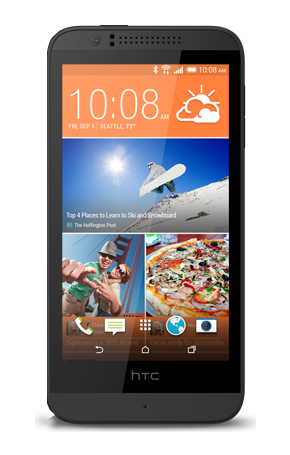 10:08 AM
10:08 AM
FRI, SEP 1 | SEATTLE, 73°
Top 4 Places to Learn to Ski and Snowboard
The Huffington Post
hTC